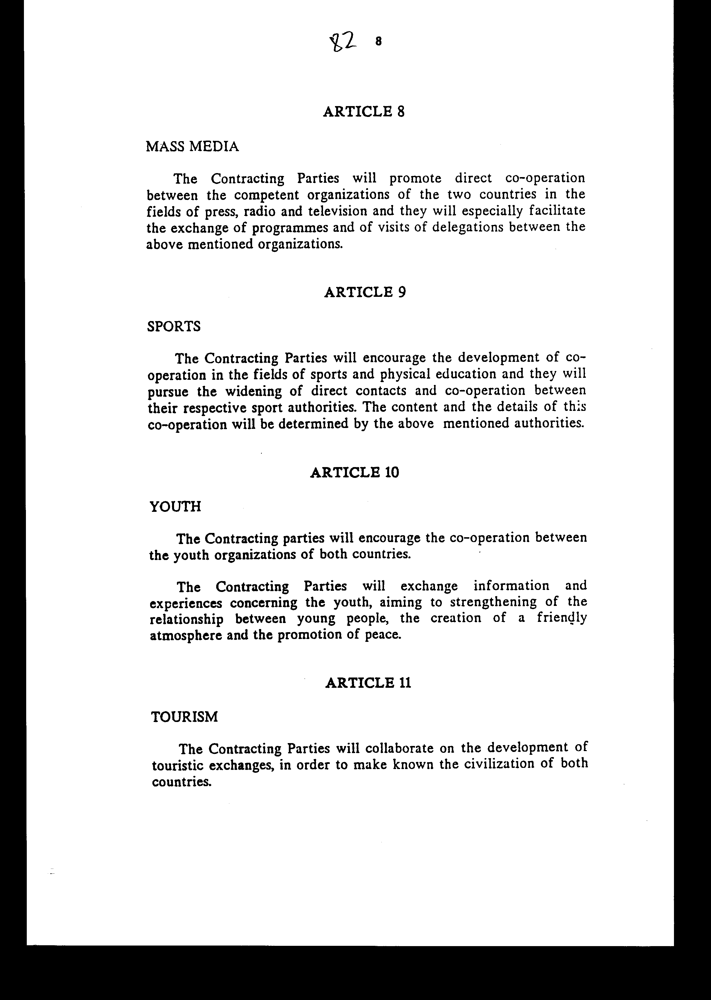 82 8
ARTICLE 8
MASS MEDIA
The Contracting Parties will promote direct co-operation
between the competent organizations of the two countries in the
fields of press, radio and television and they will especially facilitate
the exchange of programmes and of visits of delegations between the
above mentioned organizations.
ARTICLE 9
SPORTS
The Contracting Parties will encourage the development of co-
operation in the fields of sports and physical education and they will
pursue the widening of direct contacts and co-operation between
their respective sport authorities. The content and the details of this
co-operation will be determined by the above mentioned authorities.
ARTICLE 10
YOUTH
The Contracting parties will encourage the co-operation between
the youth organizations of both countries.
The Contracting Parties will exchange information and
experiences concerning the youth, aiming to strengthening of the
relationship between young people, the creation of a friendly
atmosphere and the promotion of peace.
ARTICLE 11
TOURISM
The Contracting Parties will collaborate on the development of
touristic exchanges, in order to make known the civilization of both
countries.